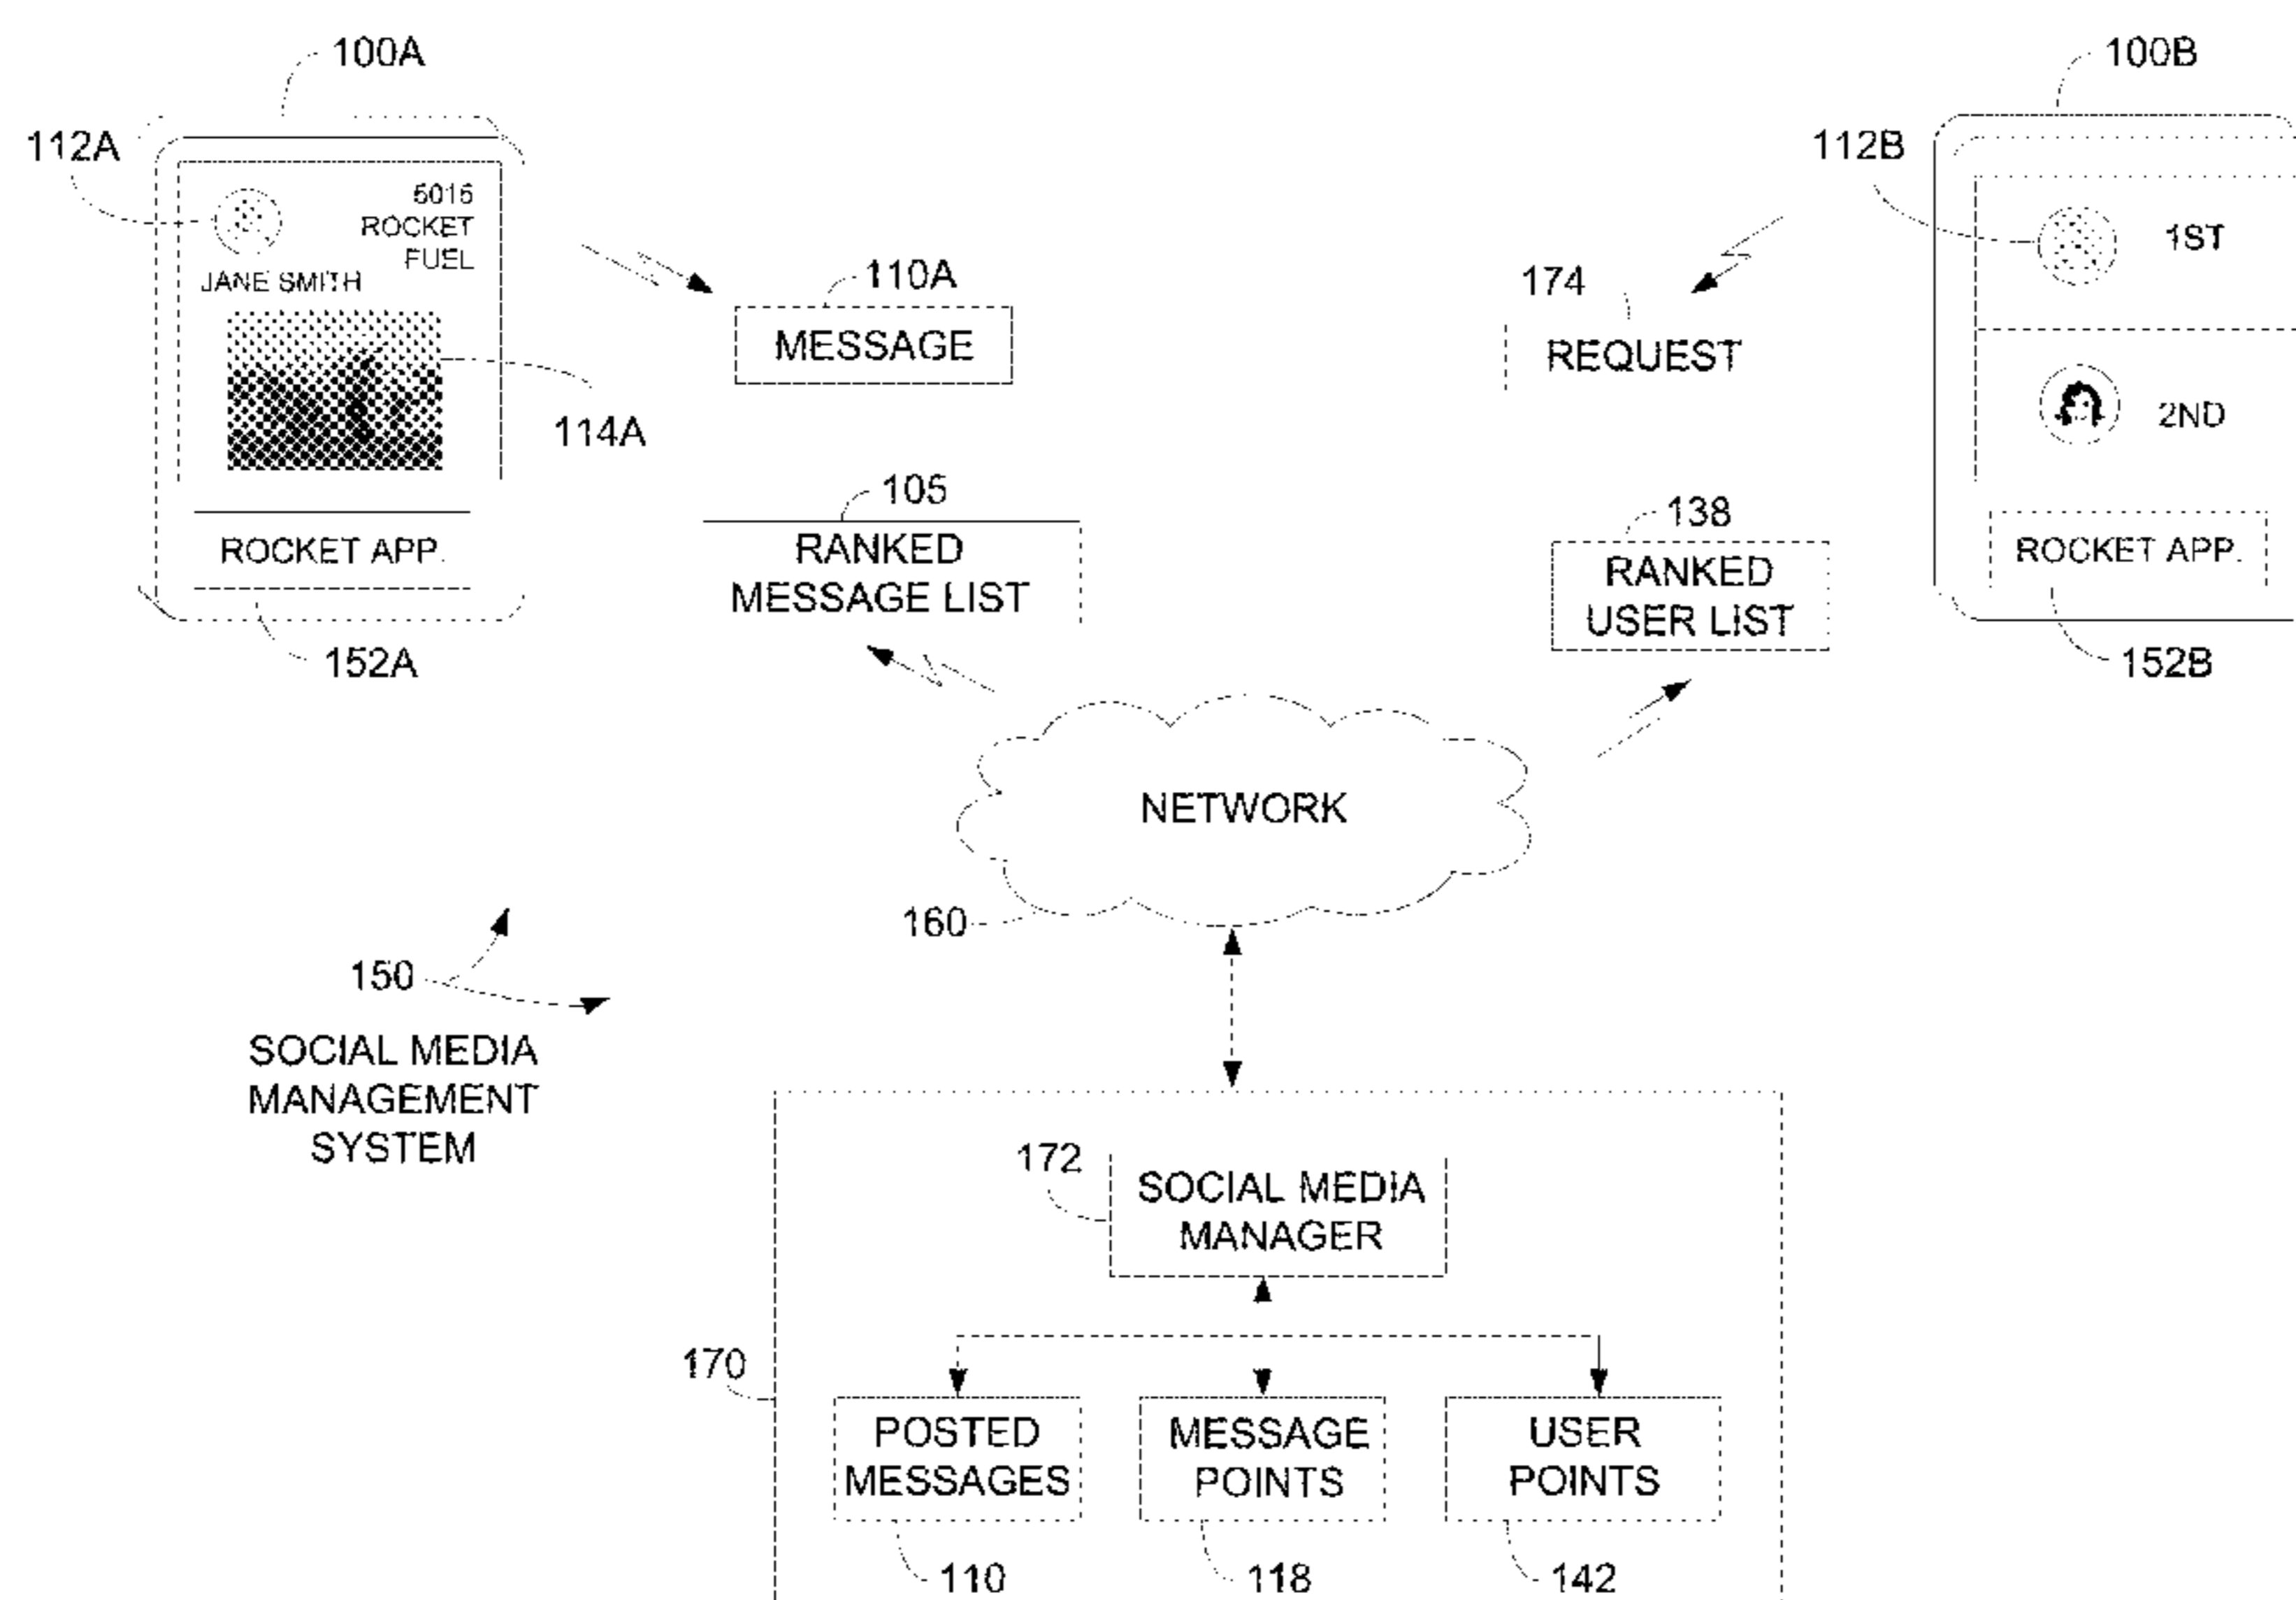 100A
100B
112A
112B
5015
ROCKET
FUEL
JANE SMITH
1ST
110A
MESSAGE
174
REQUEST
2ND
114A
105
RANKED
MESSAGE LIST
138
RANKED
USER LIST
ROCKET APP.
ROCKET APP.
152A
152B
NETWORK
160
150
SOCIAL MEDIA
MANAGEMENT
SYSTEM
172
SOCIAL MEDIA
MANAGER
170
POSTED
MESSAGES
MESSAGE
POINTS
USER
POINTS
110
118
142